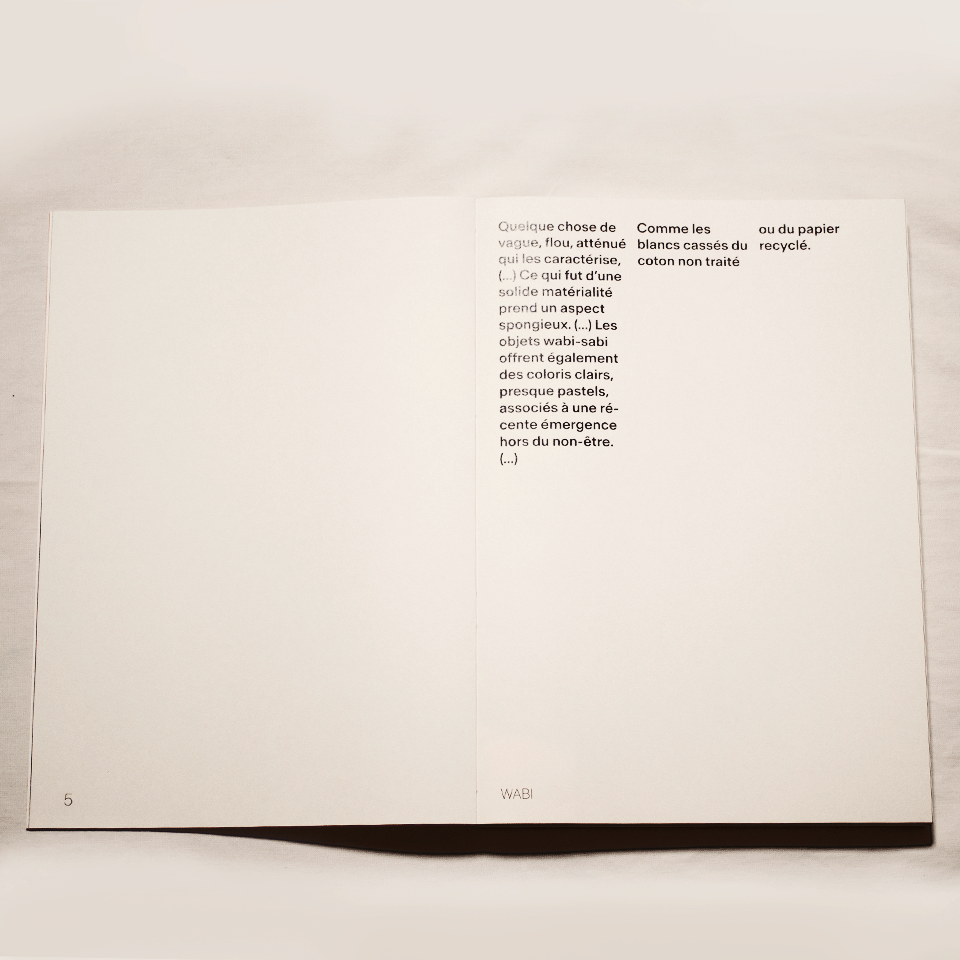 Quelque chose de
vague, flou, atténué
qui les caractérise,
(...) Ce qui fut d'une
solide matérialité
prend un aspect
spongieux. (...) Les
objets wabi-sabi
offrent également
des coloris clairs,
presque pastels,
associés à une ré-
cente émergence
hors du non-être.
(...)
Comme les
blancs cassés du
coton non traité
ou du papier
recyclé.
5
WABI